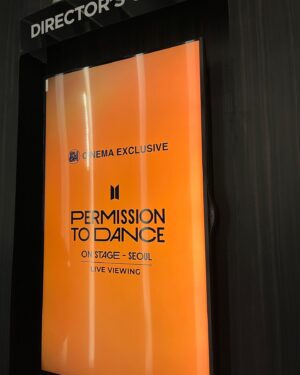 DIRECTOR'S
CINEMA EXCLUSIVE
PERMISSION
TO DANCE
ON STAGE - SEOUL
LIVE VIEWING